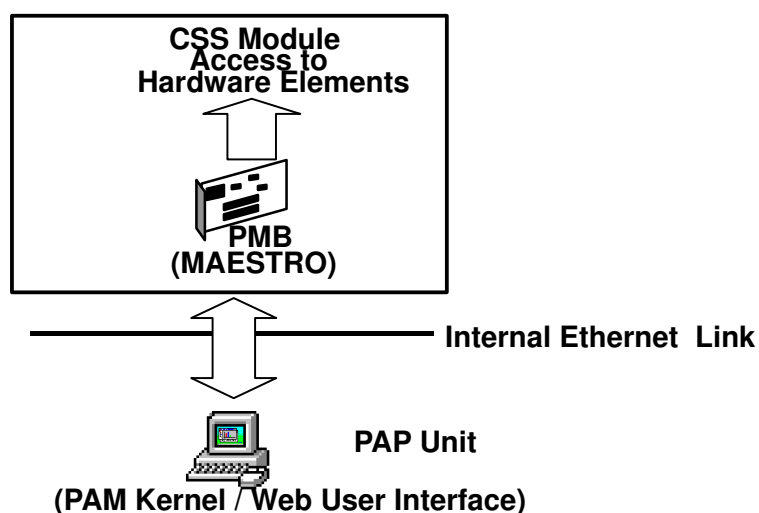 CSS Module
Access to
Hardware Elements
PMB
(MAESTRO)
Internal Ethernet Link
PAP Unit
(PAM Kernel / Web User Interface)